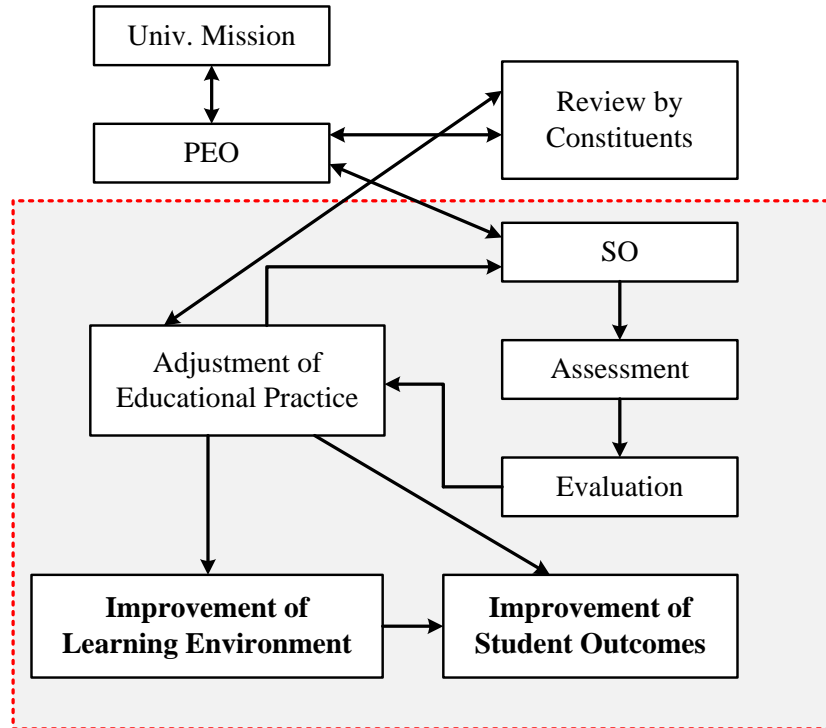 Univ. Mission
Review by
Constituents
PEO
SO
Adjustment of
Educational Practice
Assessment
Evaluation
Improvement of
Learning Environment
Improvement of
Student Outcomes